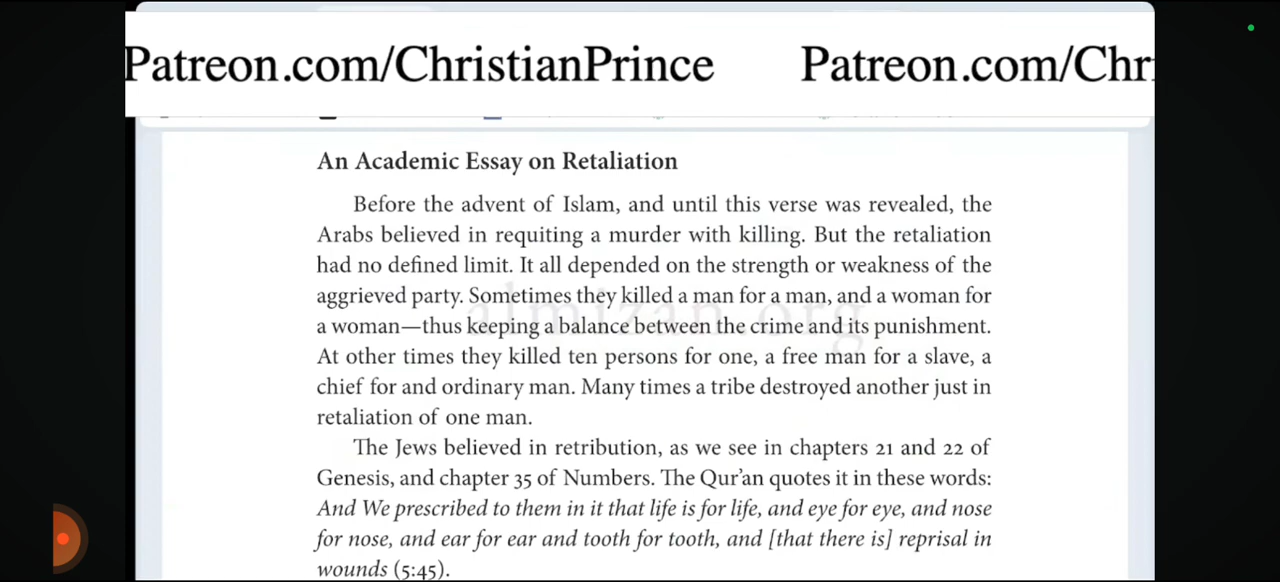 Patreon.com/ChristianPrince Patreon.com/Chr
An Academic Essay on Retaliation
Before the advent of Islam, and until this verse was revealed, the
Arabs believed in requiting a murder with killing. But the retaliation
had no defined limit. It all depended on the strength or weakness of the
aggrieved party. Sometimes they killed a man for a man, and a woman for
a woman—thus keeping a balance between the crime and its punishment.
At other times they killed ten persons for one, a free man for a slave, a
chief for and ordinary man. Many times a tribe destroyed another just in
retaliation of one man.
The Jews believed in retribution, as we see in chapters 21 and 22 of
Genesis, and chapter 35 of Numbers. The Qur’an quotes it in these words:
And We prescribed to them in it that life is for life, and eye for eye, and nose
for nose, and ear for ear and tooth for tooth, and [that there is] reprisal in
wounds (5:45).
almizan.org